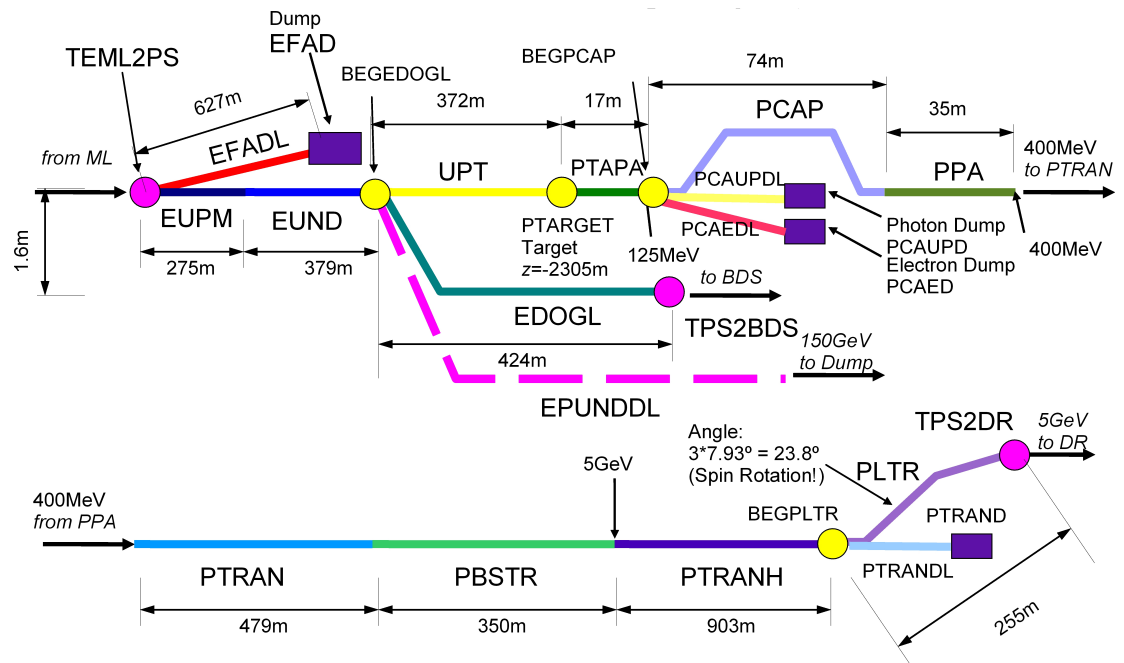 Dump
EFAD
TEML2PS
BEGEDOGL
BEGPCAP
74m
627m
372m
17m
PCAP
35m
from ML
EFADL
UPT
PTAPA
PCAUPDL
PPA
400MeV
to PTRAN
EUPM
EUND
PCAEDL
PTARGET
Target
z=-2305m
125MeV
Photon Dump
PCAUPD
Electron Dump
PCAED
400MeV
1.6m
275m
379m
to BDS
EDOGL
TPS2BDS
424m
150GeV
to Dump
EPUNDDL
Angle:
3*7.93º = 23.8º
(Spin Rotation!)
TPS2DR
5GeV
to DR
5GeV
PLTR
400MeV
from PPA
BEGPLTR
PTRAND
PTRAN
PBSTR
PTRANH
PTRANDL
479m
350m
903m
255m